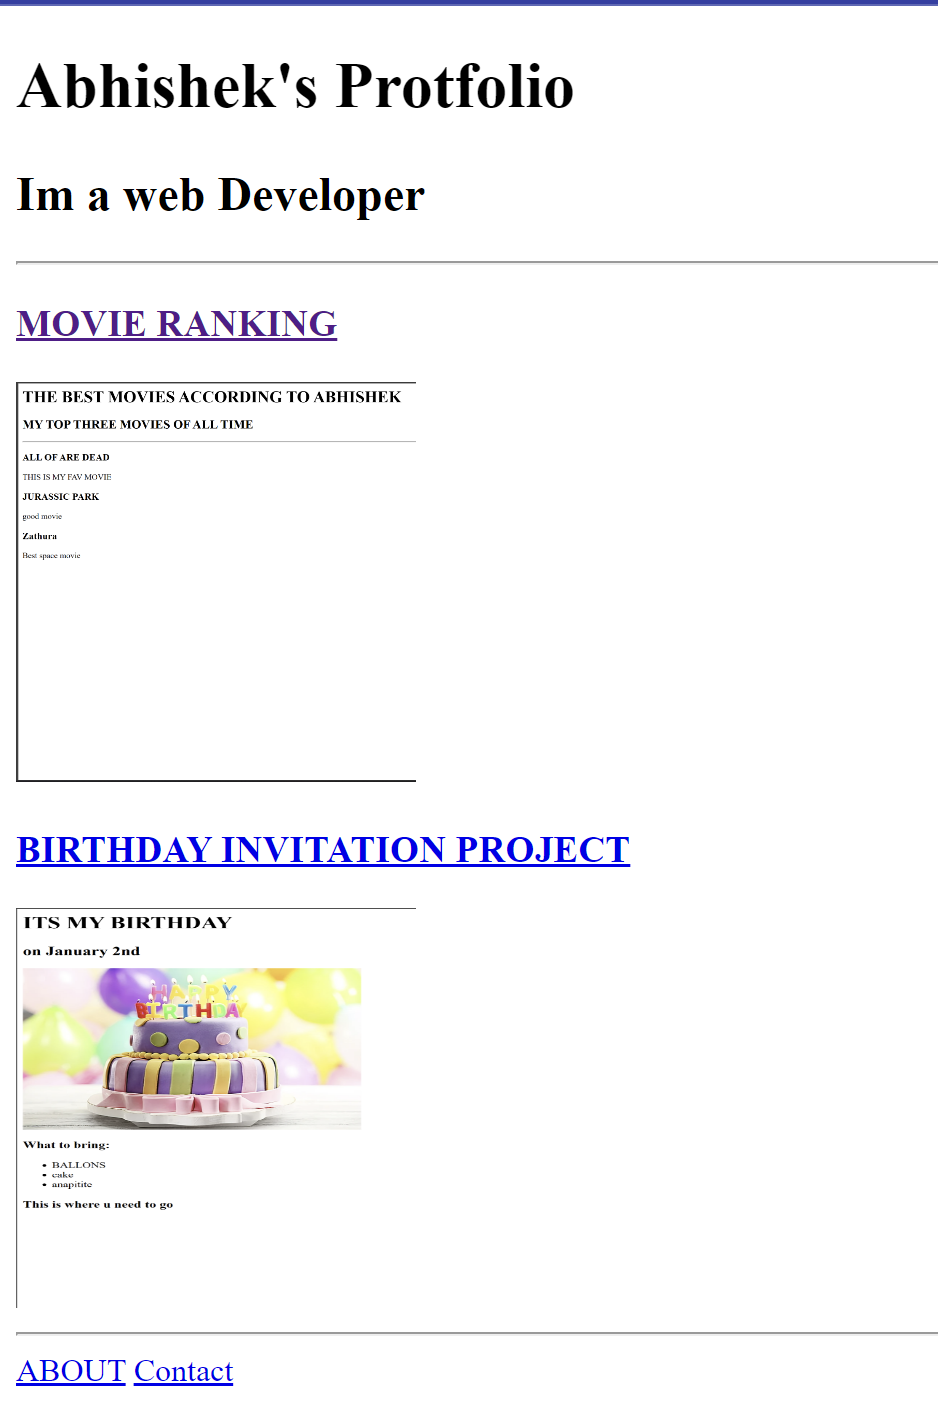 Abhishek's Protfolio
Im a web Developer
MOVIE RANKING
THE BEST MOVIES ACCORDING TO ABHISHEK
MY TOP THREE MOVIES OF ALL TIME
ALL OF ARE DEAD
THIS IS MY FAV MOVIE
JURASSIC PARK
good movie
Zathura
Best space movie
BIRTHDAY INVITATION PROJECT
ITS MY BIRTHDAY
on January 2nd
HAPPY
BIRTHDAY
What to bring:
BALLONS
cake
anapitite
This is where u need to go
ABOUT Contact